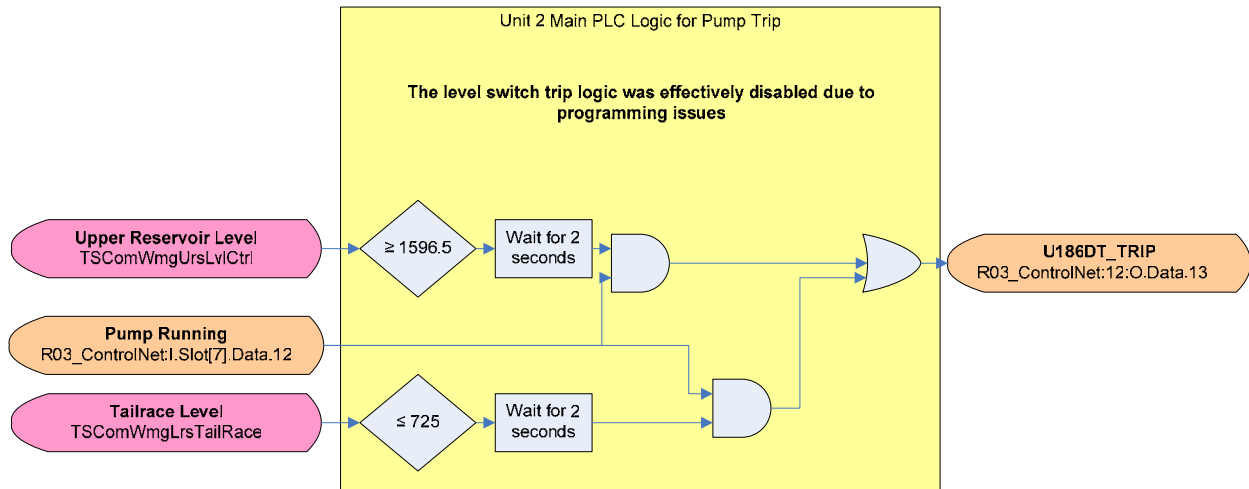 Unit 2 Main PLC Logic for Pump Trip
The level switch trip logic was effectively disabled due to
programming issues
Upper Reservoir Level
TSComWmgUrsLvlCtrl
≥ 1596.5
Wait for 2
seconds
U186DT_TRIP
R03_ControlNet:12:O.Data.13
Pump Running
R03_ControlNet:I.Slot[7].Data.12
Tailrace Level
TSComWmgLrsTailRace
≤ 725
Wait for 2
seconds